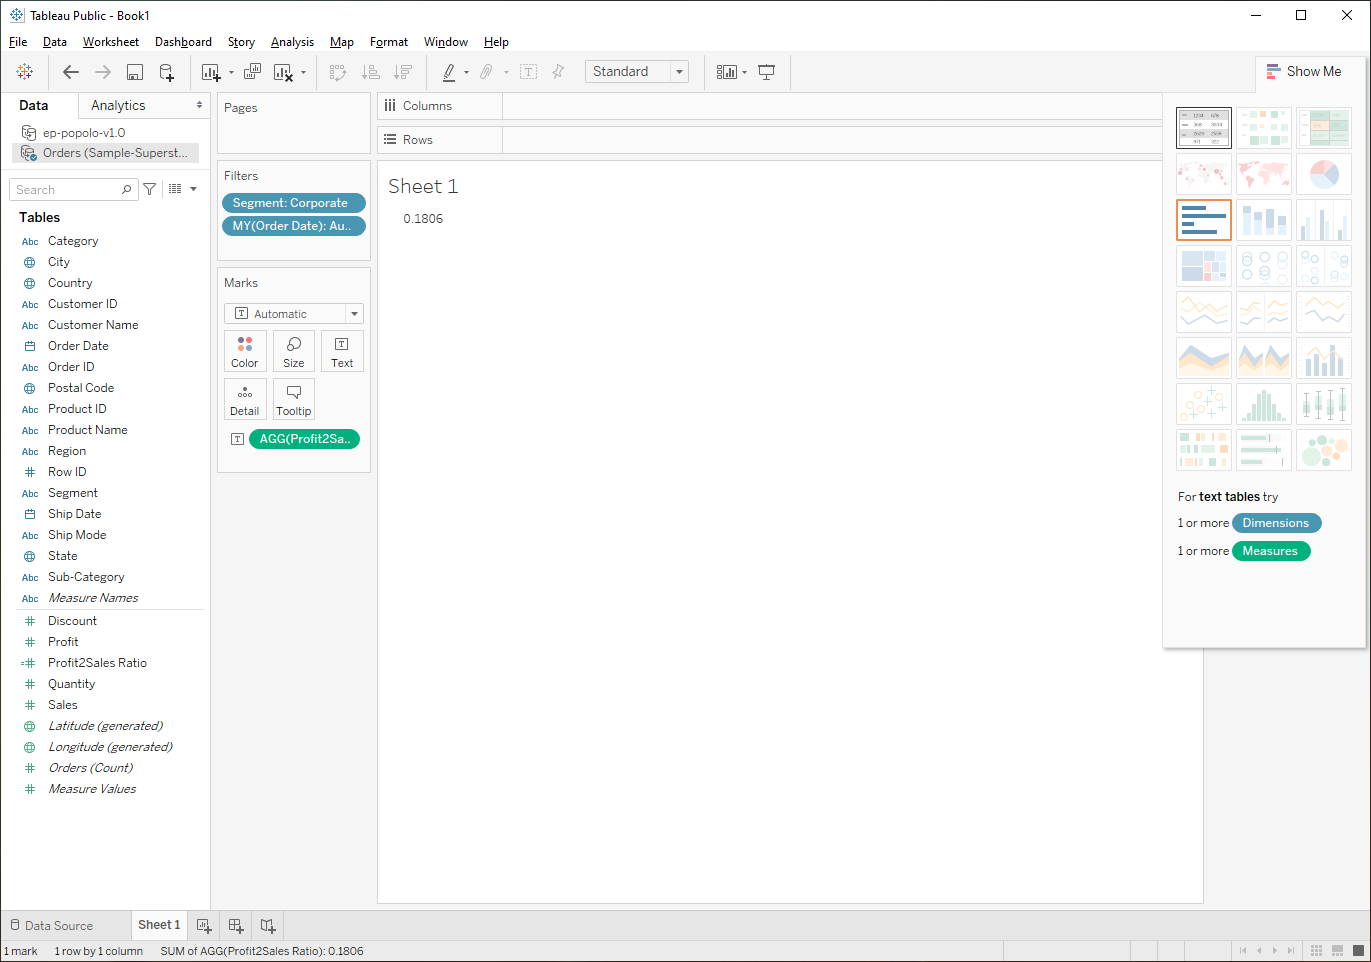 Tableau Public - Book1
File Data Worksheet Dashboard Story Analysis Map Format Window Help
Standard
Show Me
Data Analytics
ep-popolo-v1.0
Orders (Sample-Superst...
Search
Tables
Abc Category
City
Country
Abc Customer ID
Abc Customer Name
Order Date
Abc Order ID
Postal Code
Abc Product ID
Abc Product Name
Abc Region
Row ID
Abc Segment
Ship Date
Abc Ship Mode
State
Abc Sub-Category
Abc Measure Names
Discount
Profit
Profit2Sales Ratio
Quantity
Sales
Latitude (generated)
Longitude (generated)
Orders (Count)
Measure Values
Pages
Filters
Segment: Corporate
MY(Order Date): Au..
Marks
Automatic
Color Size Text
Detail Tooltip
AGG(Profit2Sa..
Columns
Rows
Sheet 1
0.1806
For text tables try
1 or more Dimensions
1 or more Measures
Data Source Sheet 1
1 mark 1 row by 1 column SUM of AGG(Profit2Sales Ratio): 0.1806